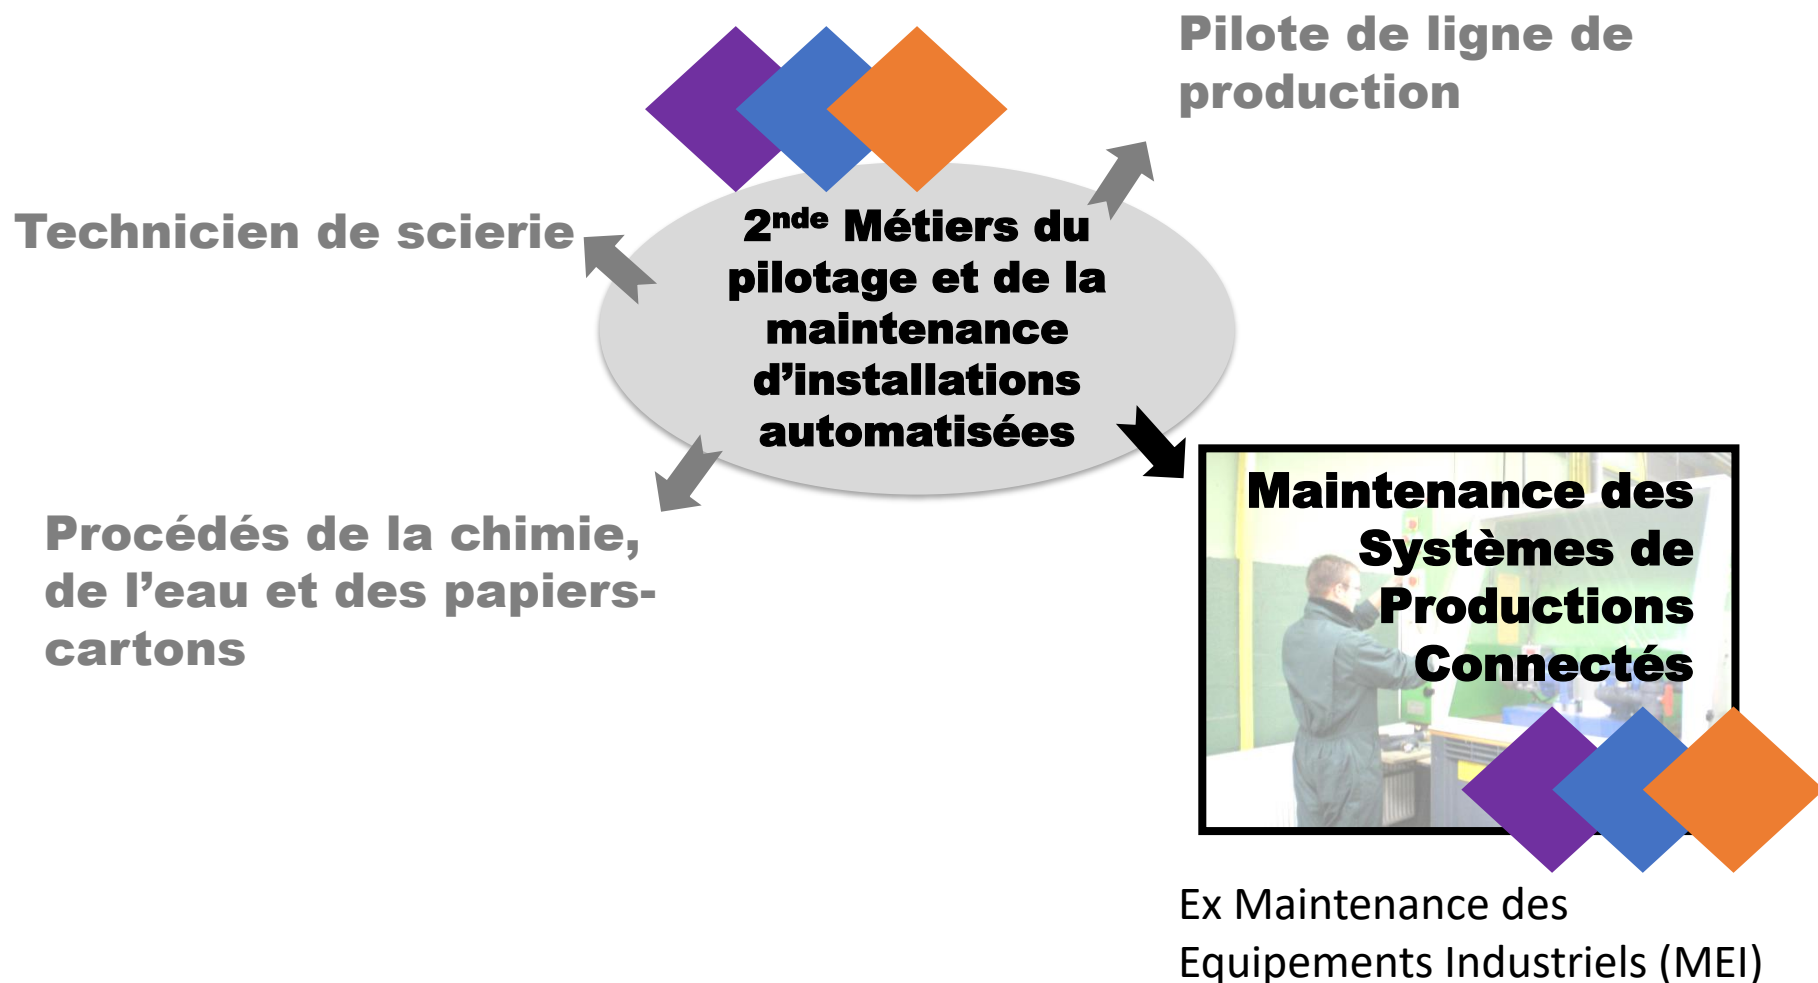 Pilote de ligne de
production
Technicien de scierie
2nde Métiers du
pilotage et de la
maintenance
d’installations
automatisées
Procédés de la chimie,
de l’eau et des papiers-
cartons
Maintenance des
Systèmes de
Productions
Connectés
Ex Maintenance des
Equipements Industriels (MEI)